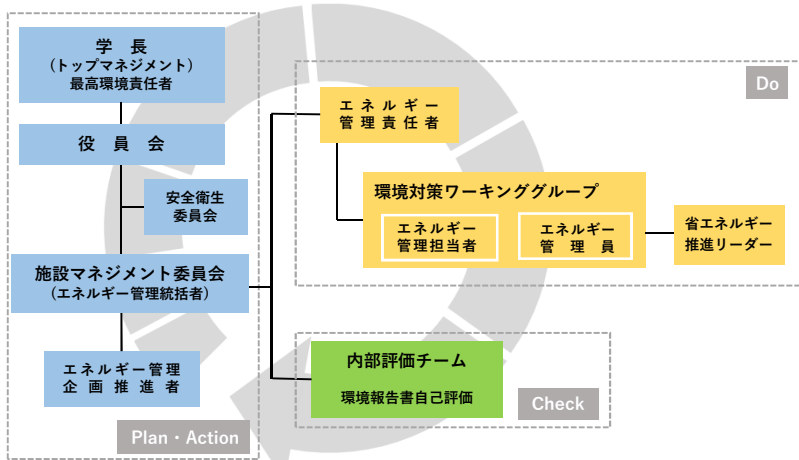 学 長
（トップマネジメント）
最高環境責任者
役 員 会
安全衛生
委員会
施設マネジメント委員会
（エネルギー管理統括者）
エネルギー管理
企 画 推 進 者
Plan・Action
Do
エ ネ ル ギ ー
管 理 責 任 者
環境対策ワーキンググループ
エネルギー
管理担当者
エネルギー
管 理 員
省エネルギー
推進リーダー
内部評価チーム
環境報告書自己評価
Check